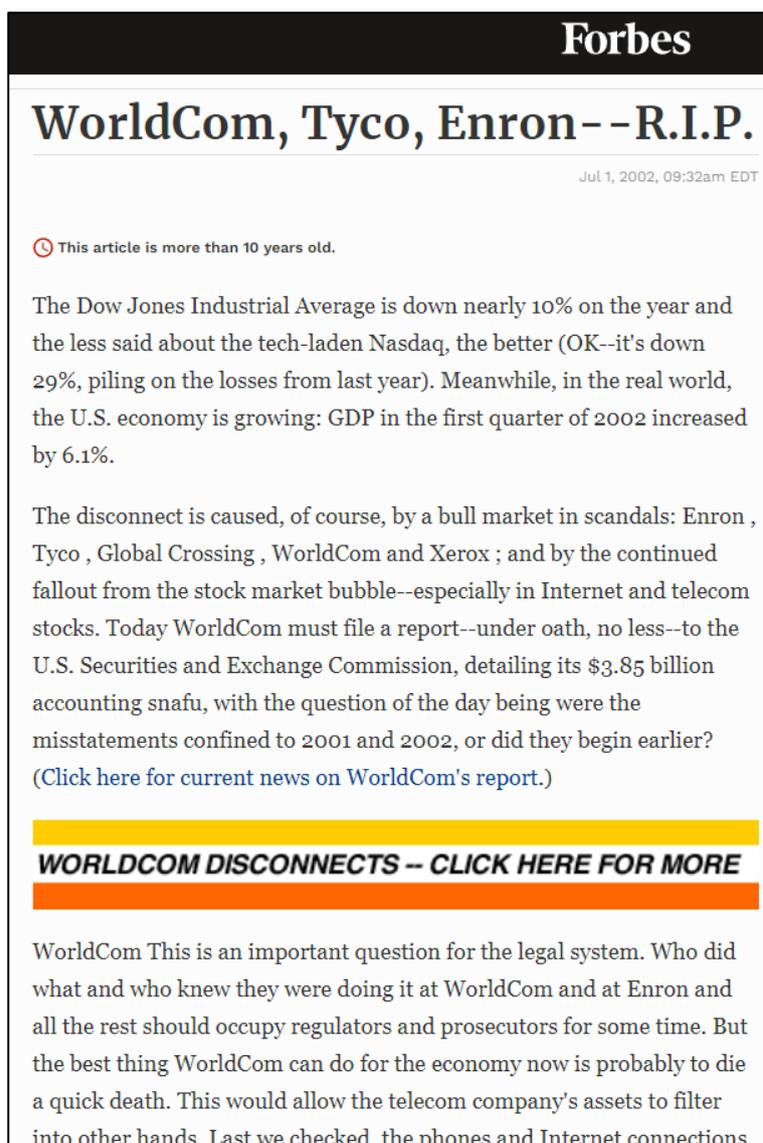 Forbes
WorldCom, Tyco, Enron--R.I.P.
Jul 1, 2002, 09:32am EDT
This article is more than 10 years old.
The Dow Jones Industrial Average is down nearly 10% on the year and
the less said about the tech-laden Nasdaq, the better (OK--it's down
29%, piling on the losses from last year). Meanwhile, in the real world,
the U.S. economy is growing: GDP in the first quarter of 2002 increased
by 6.1%.
The disconnect is caused, of course, by a bull market in scandals: Enron ,
Tyco , Global Crossing , WorldCom and Xerox ; and by the continued
fallout from the stock market bubble--especially in Internet and telecom
stocks. Today WorldCom must file a report--under oath, no less--to the
U.S. Securities and Exchange Commission, detailing its $3.85 billion
accounting snafu, with the question of the day being were the
misstatements confined to 2001 and 2002, or did they begin earlier?
(Click here for current news on WorldCom's report.)
WORLDCOM DISCONNECTS -- CLICK HERE FOR MORE
WorldCom This is an important question for the legal system. Who did
what and who knew they were doing it at WorldCom and at Enron and
all the rest should occupy regulators and prosecutors for some time. But
the best thing WorldCom can do for the economy now is probably to die
a quick death. This would allow the telecom company's assets to filter
into other hands. Last we checked, the phones and Internet connections